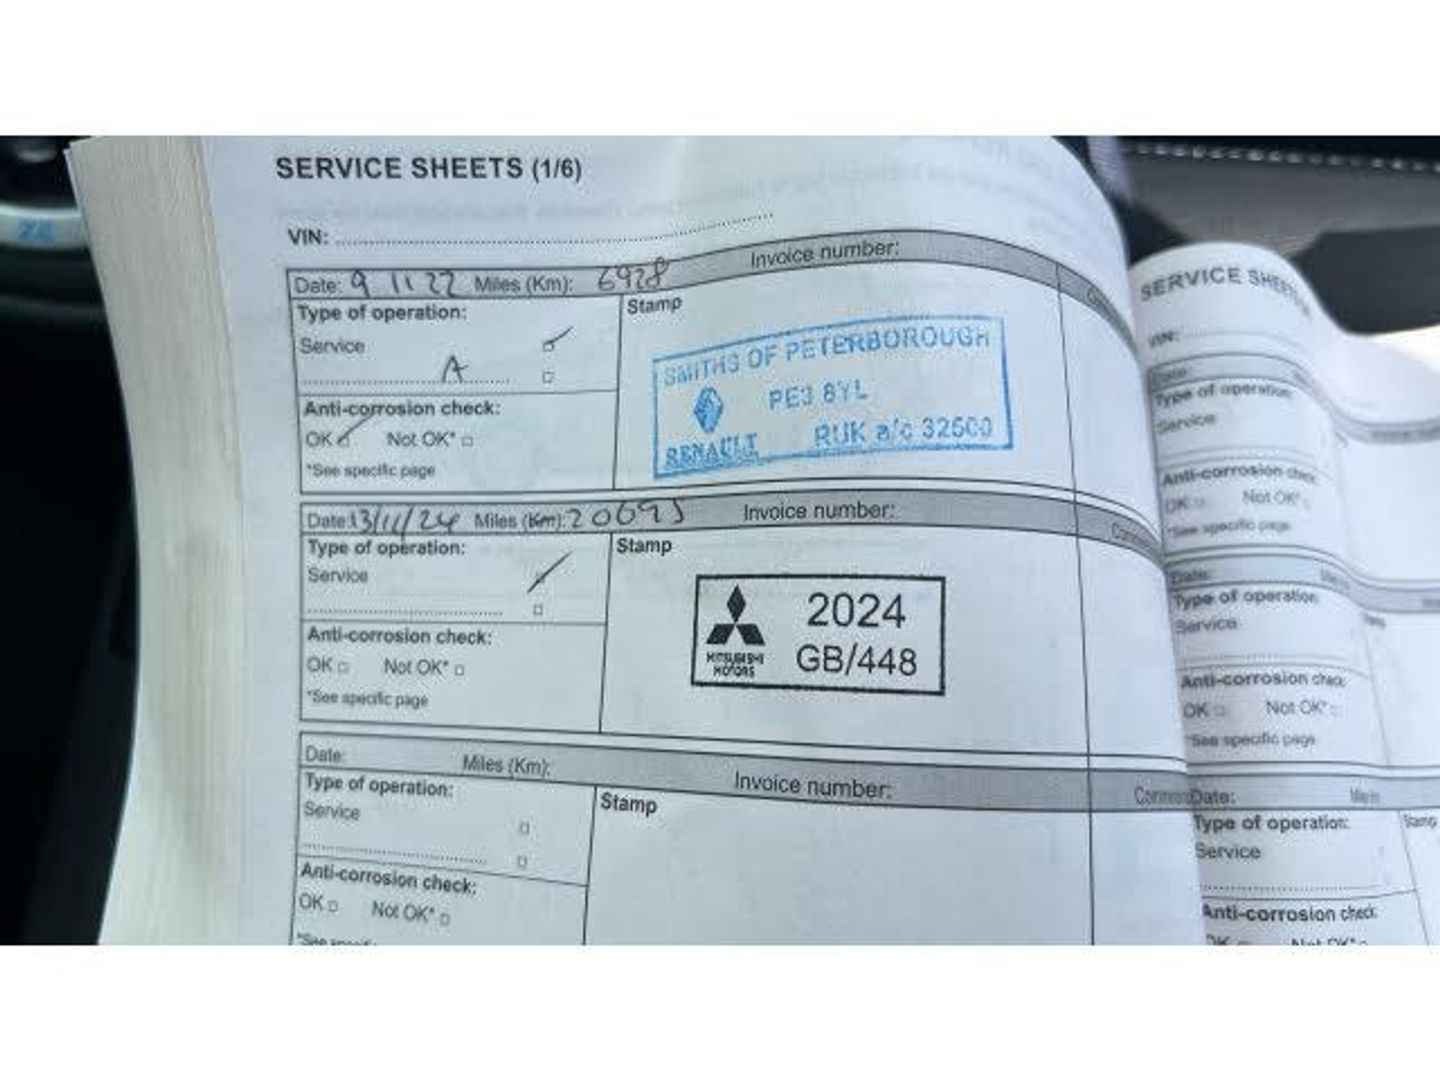 SERVICE SHEETS (1/6)
VIN:
Date: 9 11 22 Miles (Km): 6928 Invoice number:
Type of operation:
Stamp
Service
A
SMITHS OF PETERBOROUGH
PE3 8YL
RENAULT RUK a/c 32500
Anti-corrosion check:
OK Not OK*
*See specific page
Date: 13/11/24 Miles (Km): 20695 Invoice number:
Type of operation:
Stamp
Service
MITSUBISHI
MOTORS
2024
GB/448
Anti-corrosion check:
OK Not OK*
*See specific page
Date: Miles (Km): Invoice number:
Type of operation:
Stamp
Service
Anti-corrosion check:
OK Not OK*
*See
SERVICE
VIN:
Date:
Type of operation:
Service
Anti-corrosion check
OK Not OK*
*See specific page
Date:
Type of operation:
Service
Anti-corrosion check
OK Not OK*
*See specific page
Date:
Type of operation:
Stamp
Service
Anti-corrosion check